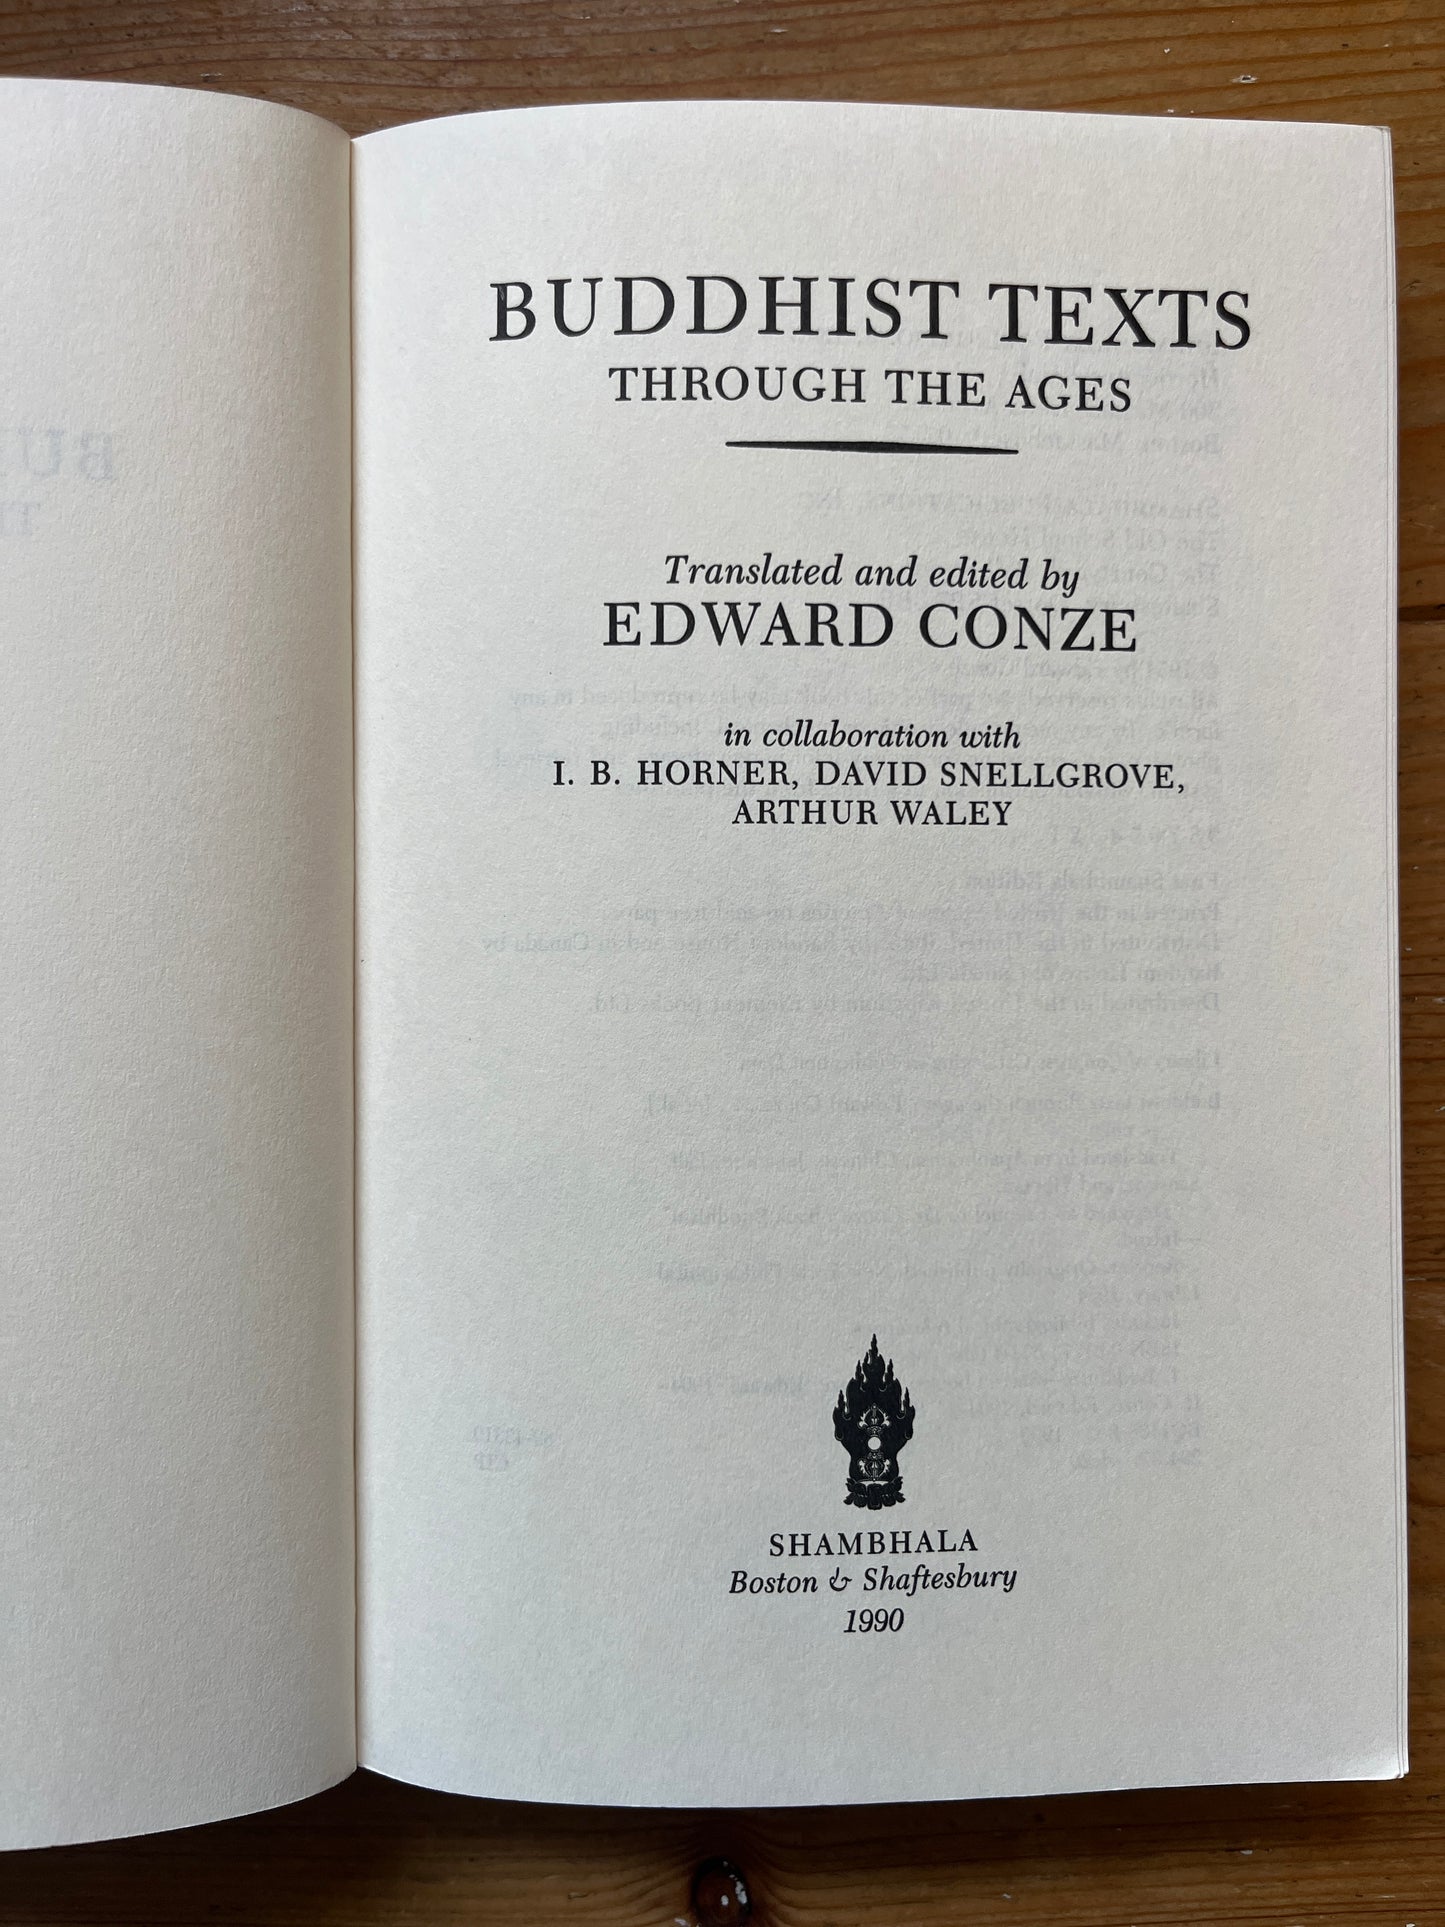 BUDDHIST TEXTS
THROUGH THE AGES
Translated and edited by
EDWARD CONZE
in collaboration with
I. B. HORNER, DAVID SNELLGROVE,
ARTHUR WALEY
SHAMBHALA
Boston & Shaftesbury
1990